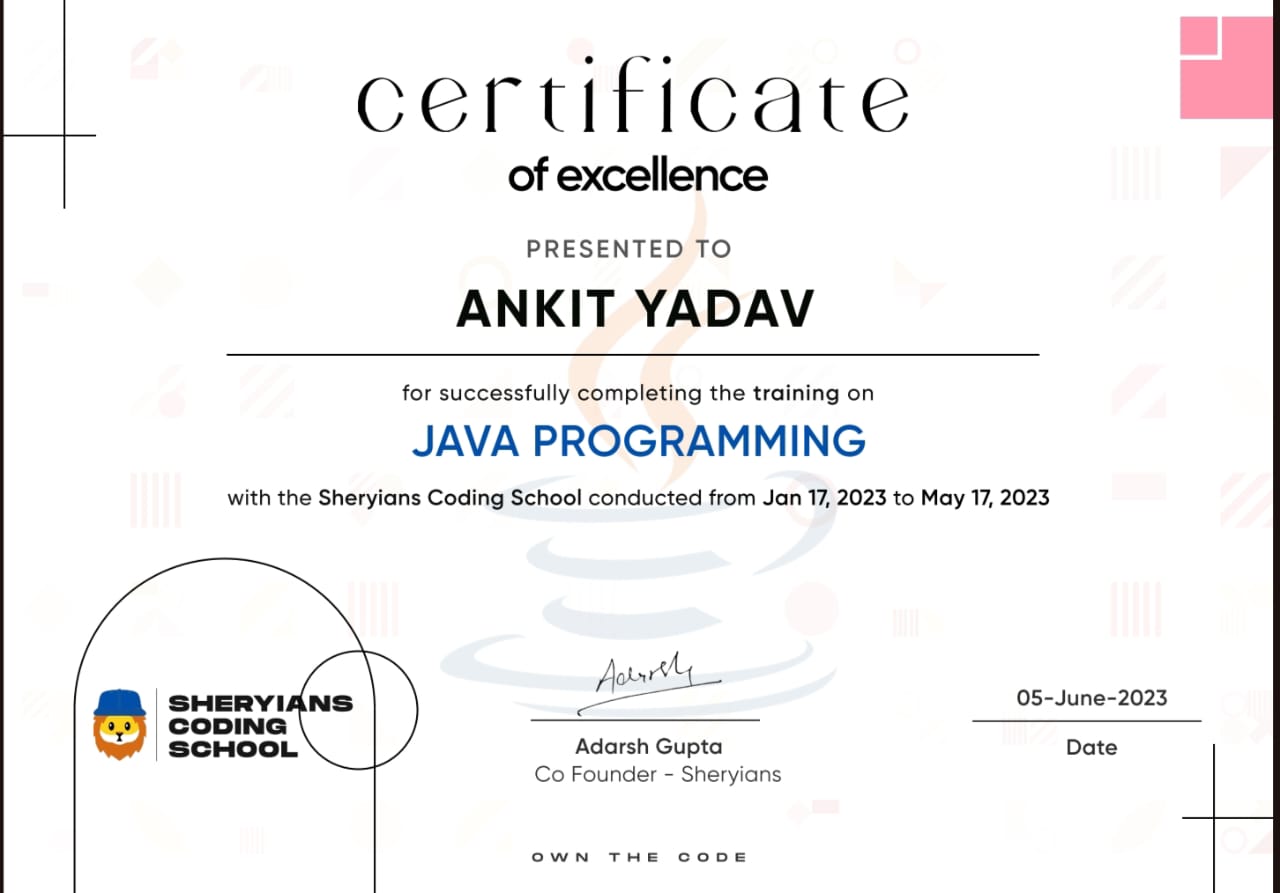 certificate
of excellence
PRESENTED TO
ANKIT YADAV
for successfully completing the training on
JAVA PROGRAMMING
with the Sheryians Coding School conducted from Jan 17, 2023 to May 17, 2023
SHERYIANS
CODING
SCHOOL
Adarsh
Adarsh Gupta
Co Founder - Sheryians
05-June-2023
Date
OWN THE CODE